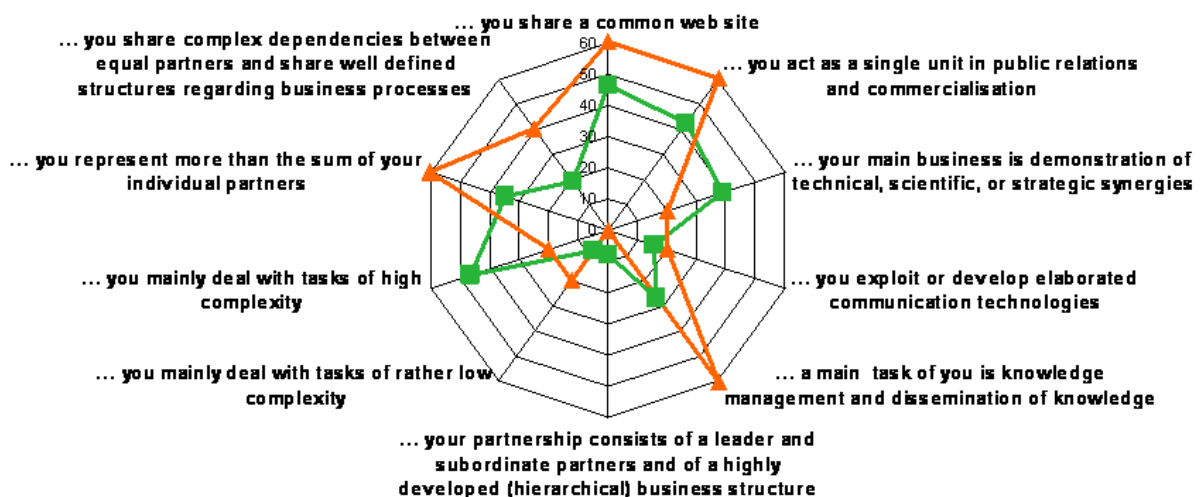 ... you share a common web site
... you share complex dependencies between
equal partners and share well defined
structures regarding business processes
... you act as a single unit in public relations
and commercialisation
... you represent more than the sum of your
individual partners
... your main business is demonstration of
technical, scientific, or strategic synergies
... you mainly deal with tasks of high
complexity
... you exploit or develop elaborated
communication technologies
... you mainly deal with tasks of rather low
complexity
... a main task of you is knowledge
management and dissemination of knowledge
... your partnership consists of a leader and
subordinate partners and of a highly
developed (hierarchical) business structure
60
50
40
30
20
10
0